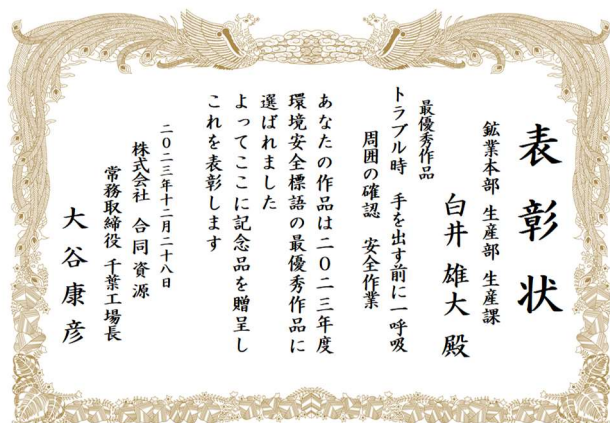 表彰状
鉱業本部 生産部 生産課
白井 雄大 殿
最優秀作品
トラブル時 手を出す前に一呼吸
周囲の確認 安全作業
あなたの作品は二〇二三年度
環境安全標語の最優秀作品に
選ばれました
よってここに記念品を贈呈し
これを表彰します
二〇二三年十二月二十八日
株式会社 合同資源
常務取締役 千葉工場長
大谷康彦